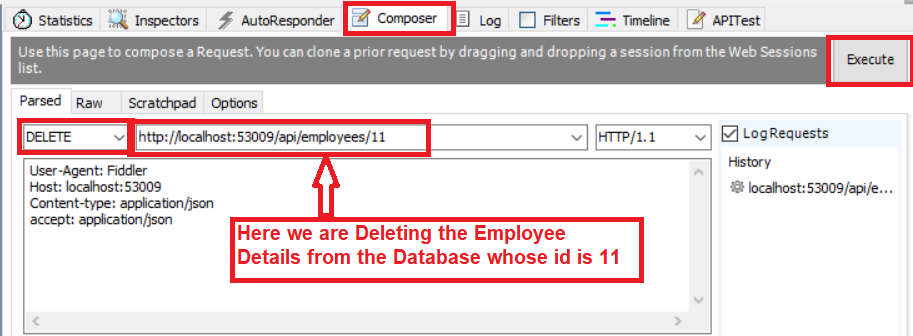 Statistics Inspectors AutoResponder Composer Log Filters Timeline APITest
Use this page to compose a Request. You can clone a prior request by dragging and dropping a session from the Web Sessions
list.
Execute
Parsed Raw Scratchpad Options
DELETE http://localhost:53009/api/employees/11 HTTP/1.1
Log Requests
History
localhost:53009/api/e...
User-Agent: Fiddler
Host: localhost:53009
Content-type: application/json
accept: application/json
Here we are Deleting the Employee
Details from the Database whose id is 11